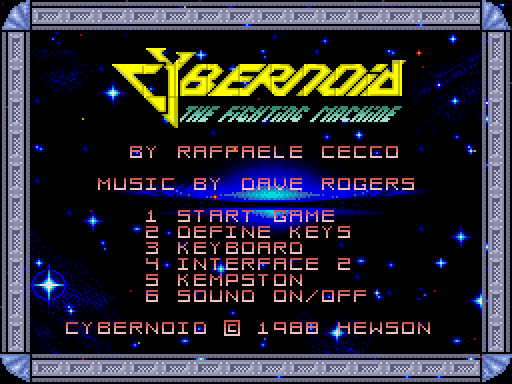 CYBERNOID
THE FIGHTING MACHINE
BY RAFFAELE CECCO
MUSIC BY DAVE ROGERS
1 START GAME
2 DEFINE KEYS
3 KEYBOARD
4 INTERFACE 2
5 KEMPSTON
6 SOUND ON/OFF
CYBERNOID © 1988 HEWSON